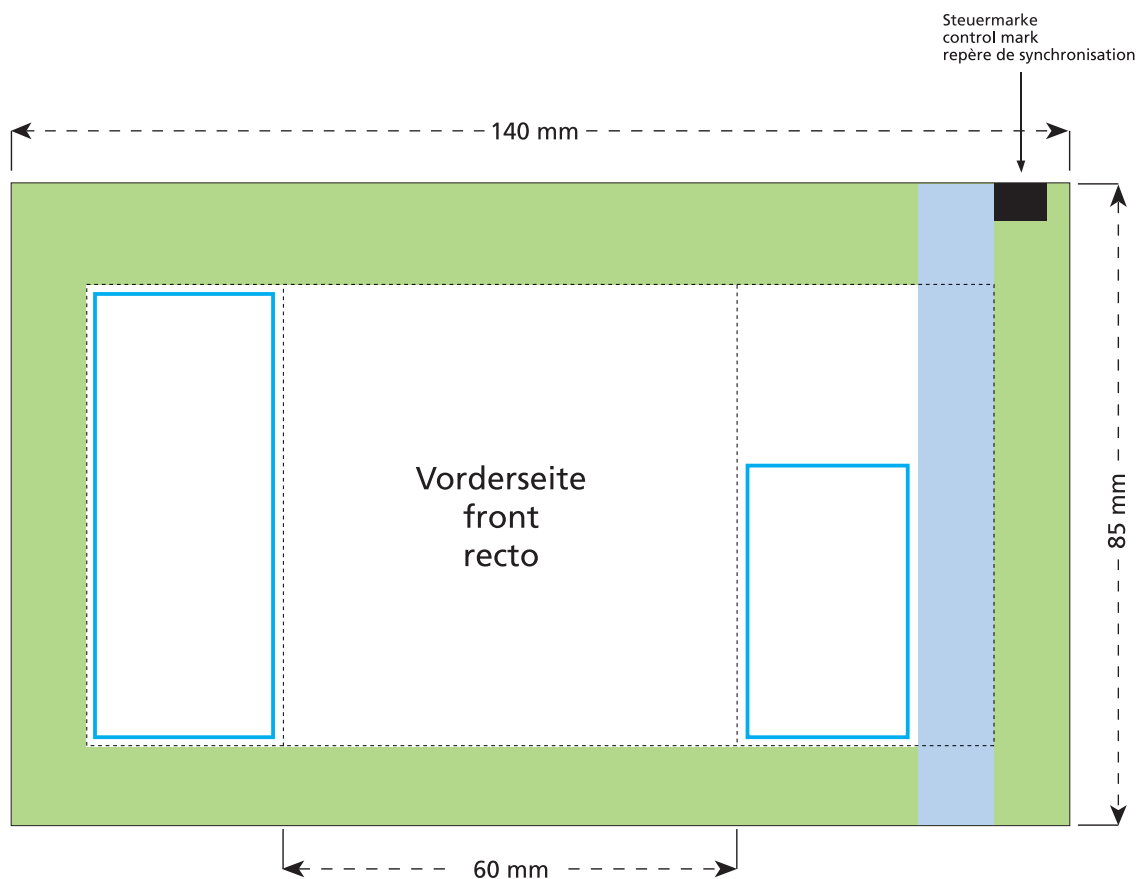 Steuermarke
control mark
repère de synchronisation
140 mm
Vorderseite
front
recto
85 mm
60 mm